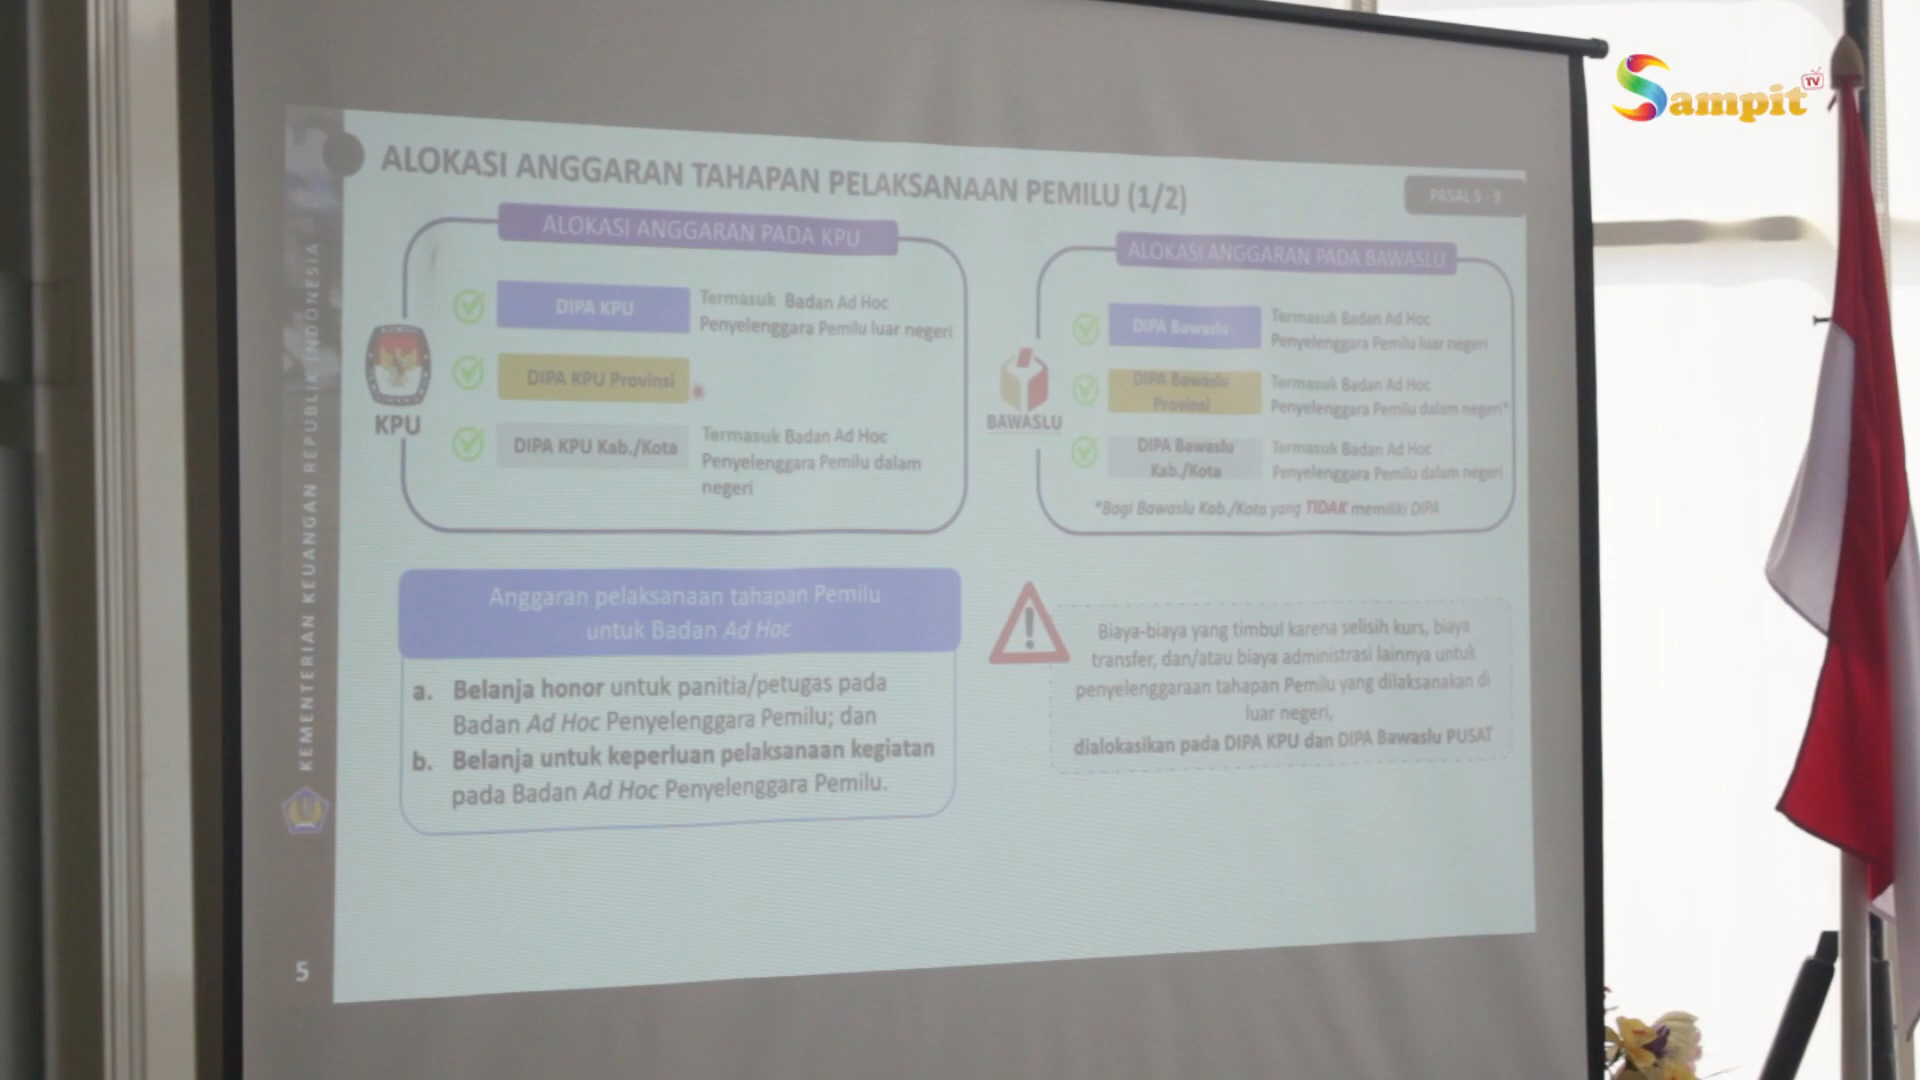 Sampit TV
ALOKASI ANGGARAN TAHAPAN PELAKSANAAN PEMILU (1/2)
PASAL 5 - 9
KEMENTERIAN KEUANGAN REPUBLIK INDONESIA
ALOKASI ANGGARAN PADA KPU
DIPA KPU
Termasuk Badan Ad Hoc
Penyelenggara Pemilu luar negeri
DIPA KPU Provinsi
KPU
DIPA KPU Kab./Kota
Termasuk Badan Ad Hoc
Penyelenggara Pemilu dalam
negeri
ALOKASI ANGGARAN PADA BAWASLU
DIPA Bawaslu
Termasuk Badan Ad Hoc
Penyelenggara Pemilu luar negeri
DIPA Bawaslu
Provinsi
Termasuk Badan Ad Hoc
Penyelenggara Pemilu dalam negeri*
BAWASLU
DIPA Bawaslu
Kab./Kota
Termasuk Badan Ad Hoc
Penyelenggara Pemilu dalam negeri
*Bagi Bawaslu Kab./Kota yang TIDAK memiliki DIPA
Anggaran pelaksanaan tahapan Pemilu
untuk Badan Ad Hoc
a. Belanja honor untuk panitia/petugas pada
Badan Ad Hoc Penyelenggara Pemilu; dan
b. Belanja untuk keperluan pelaksanaan kegiatan
pada Badan Ad Hoc Penyelenggara Pemilu.
Biaya-biaya yang timbul karena selisih kurs, biaya
transfer, dan/atau biaya administrasi lainnya untuk
penyelenggaraan tahapan Pemilu yang dilaksanakan di
luar negeri,
dialokasikan pada DIPA KPU dan DIPA Bawaslu PUSAT
5